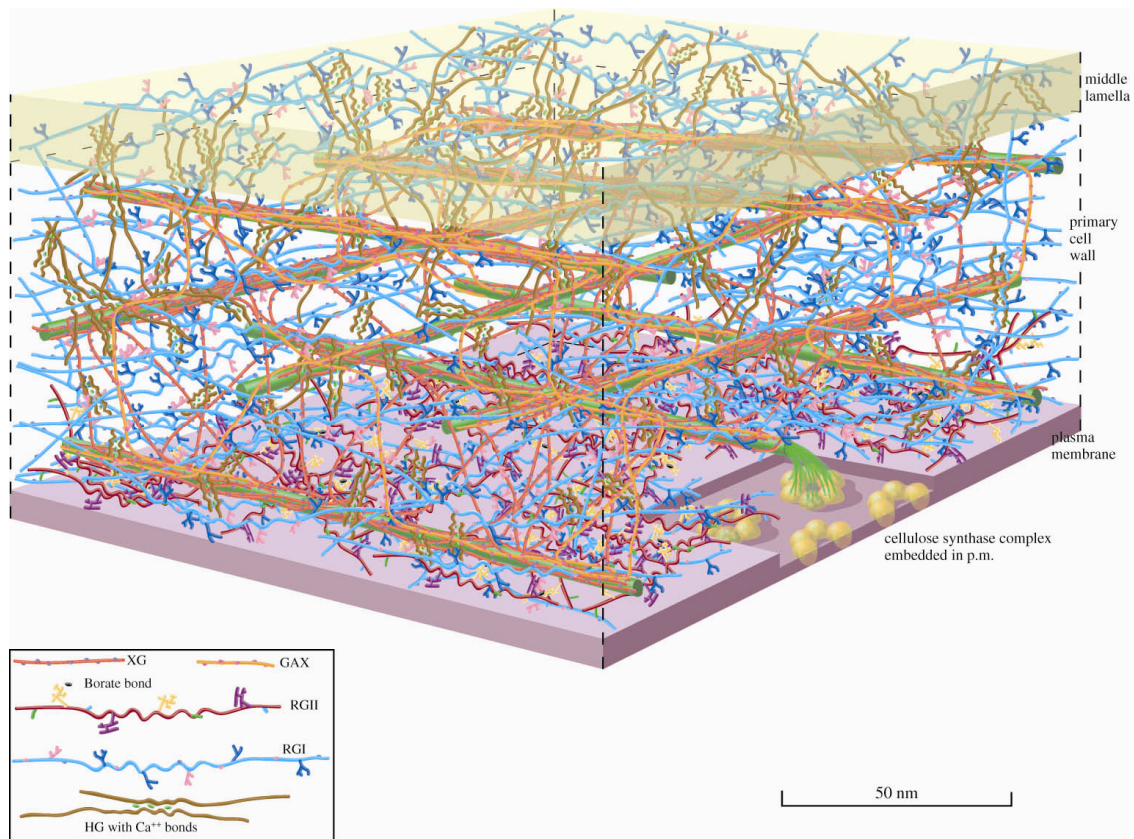 middle
lamella
primary
cell
wall
plasma
membrane
cellulose synthase complex
embedded in p.m.
XG
GAX
Borate bond
RGII
RGI
HG with Ca⁺⁺ bonds
50 nm